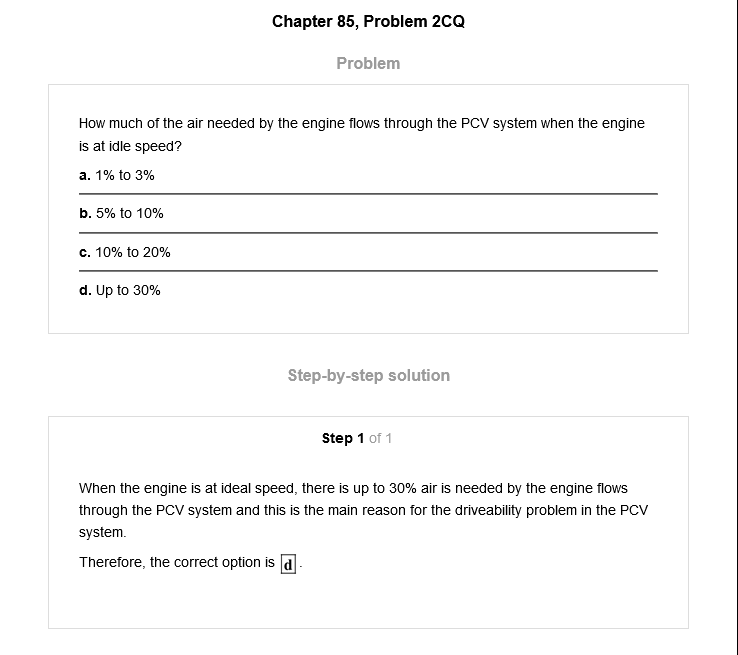 Chapter 85, Problem 2CQ
Problem
How much of the air needed by the engine flows through the PCV system when the engine
is at idle speed?
a. 1% to 3%
b. 5% to 10%
c. 10% to 20%
d. Up to 30%
Step-by-step solution
Step 1 of 1
When the engine is at ideal speed, there is up to 30% air is needed by the engine flows
through the PCV system and this is the main reason for the driveability problem in the PCV
system.
Therefore, the correct option is d.